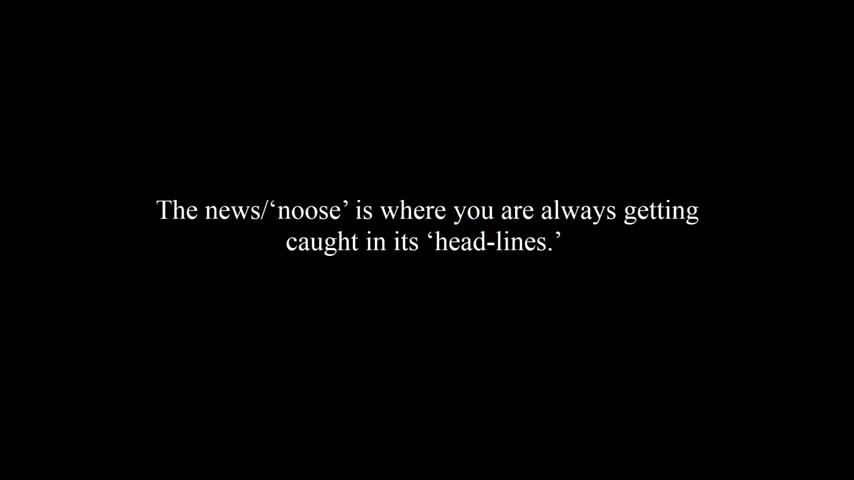 The news/‘noose’ is where you are always getting
caught in its ‘head-lines.’